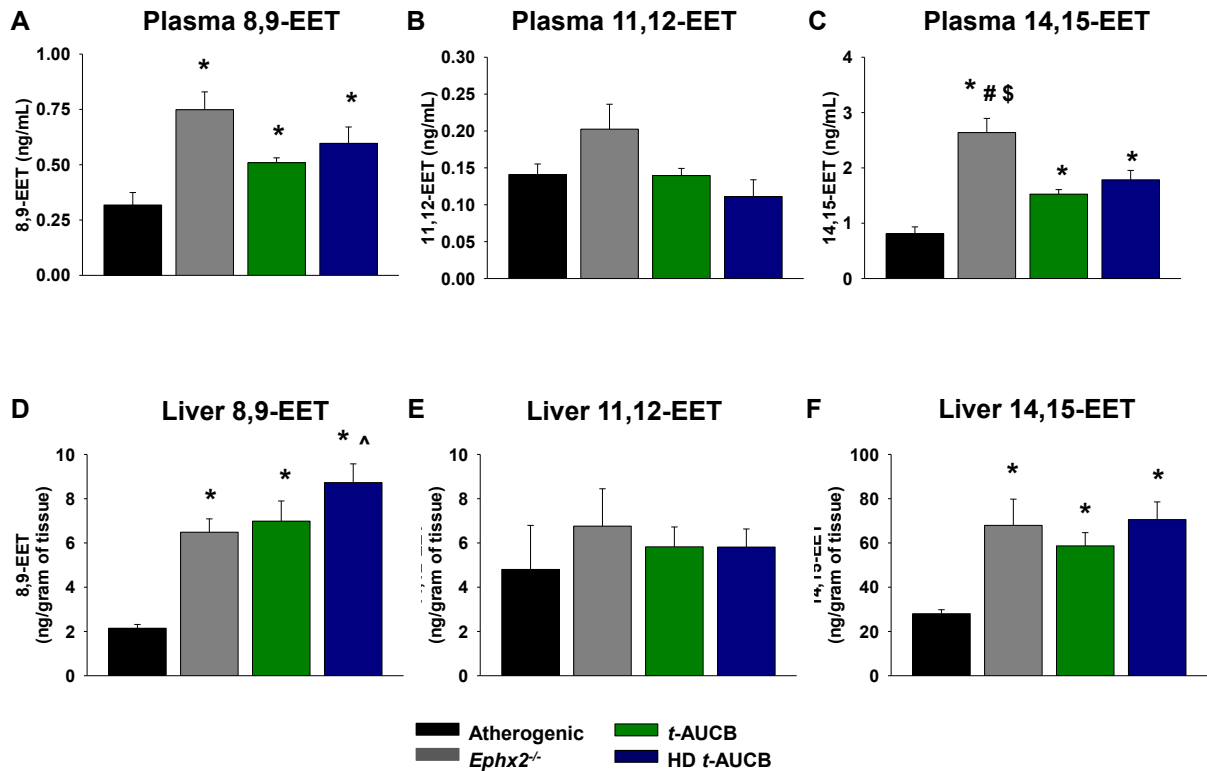 A
Plasma 8,9-EET
B
Plasma 11,12-EET
C
Plasma 14,15-EET
8,9-EET (ng/mL)
1.00
0.75
0.50
0.25
0.00
*
*
*
11,12-EET (ng/mL)
0.30
0.25
0.20
0.15
0.10
0.05
0.00
14,15-EET (ng/mL)
4
3
2
1
0
* # $
*
*
D
Liver 8,9-EET
E
Liver 11,12-EET
F
Liver 14,15-EET
8,9-EET
(ng/gram of tissue)
10
8
6
4
2
0
*
*
* ^
(ng/gram of tissue)
10
8
6
4
2
0
14,15-EET
(ng/gram of tissue)
100
80
60
40
20
0
*
*
*
Atherogenic
t-AUCB
Ephx2-/-
HD t-AUCB